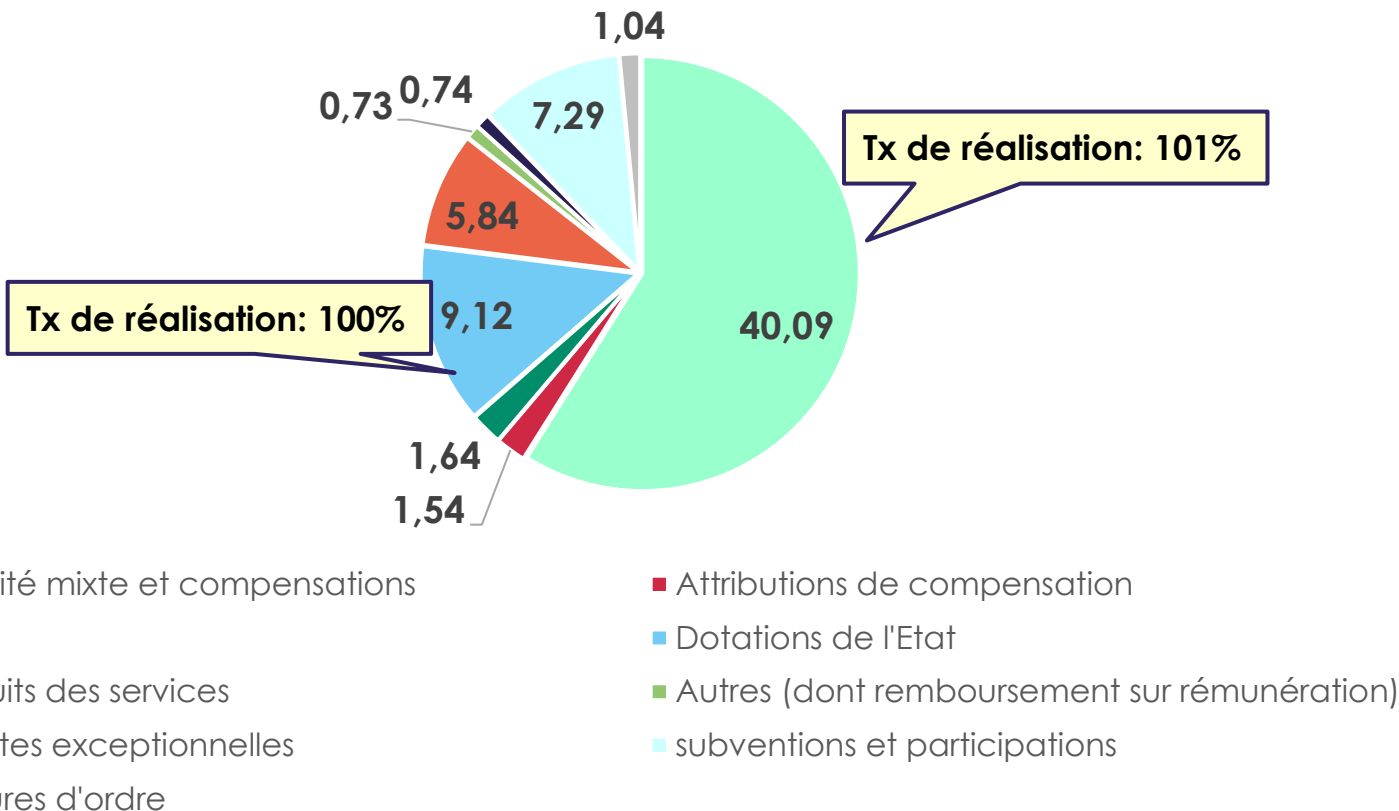 1,04
0,73
0,74
7,29
Tx de réalisation: 101%
5,84
Tx de réalisation: 100%
9,12
40,09
1,64
1,54
ité mixte et compensations
Attributions de compensation
Dotations de l'Etat
uits des services
Autres (dont remboursement sur rémunération)
tes exceptionnelles
subventions et participations
ures d'ordre